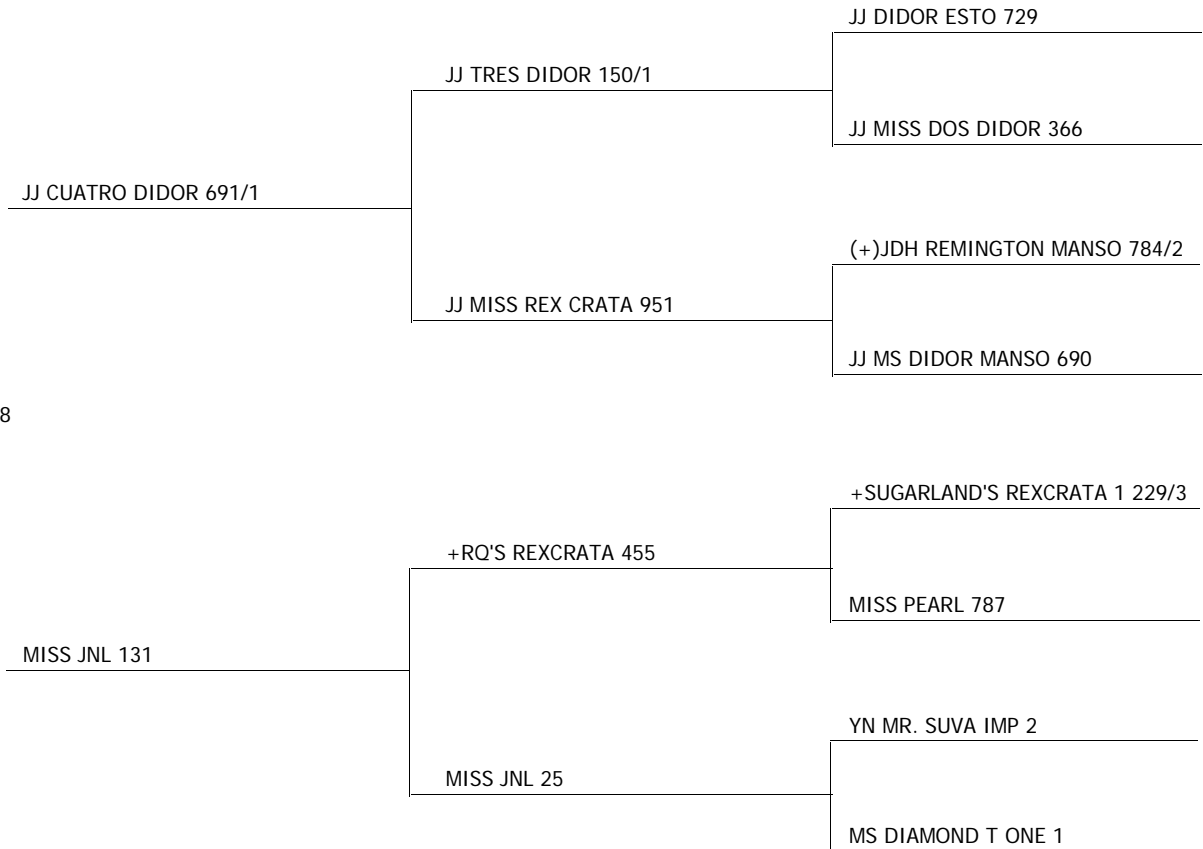 JJ DIDOR ESTO 729
JJ TRES DIDOR 150/1
JJ MISS DOS DIDOR 366
JJ CUATRO DIDOR 691/1
(+)JDH REMINGTON MANSO 784/2
JJ MISS REX CRATA 951
JJ MS DIDOR MANSO 690
8
+SUGARLAND'S REXCRATA 1 229/3
+RQ'S REXCRATA 455
MISS PEARL 787
MISS JNL 131
YN MR. SUVA IMP 2
MISS JNL 25
MS DIAMOND T ONE 1